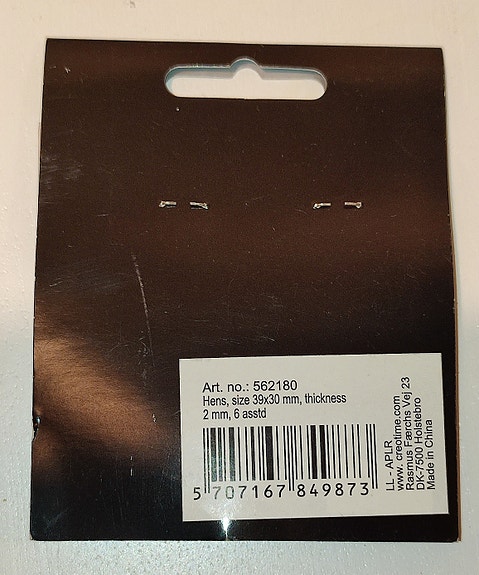 Art. no.: 562180
Hens, size 39x30 mm, thickness
2 mm, 6 asstd
5 707167 849873
LL - APLR
www. creotime.com
Rasmus Færchs Vej 23
DK-7500 Holstebro
Made in China